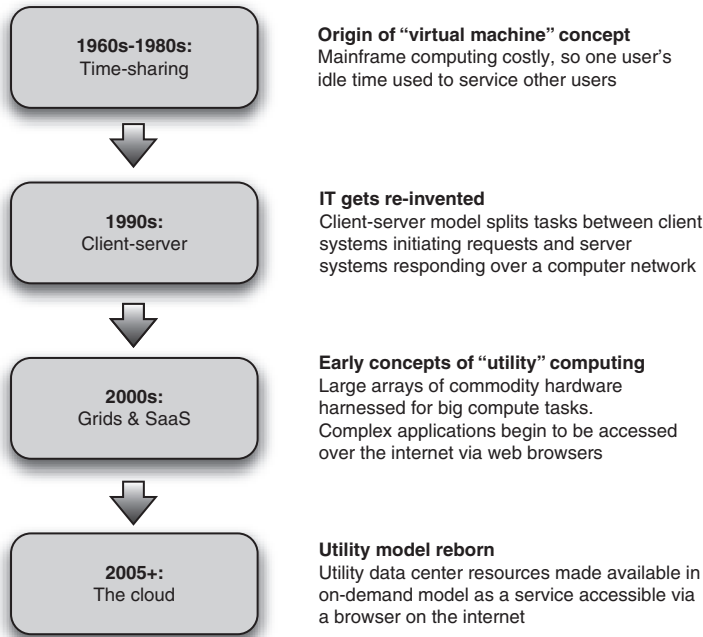 1960s-1980s:
Time-sharing
Origin of “virtual machine” concept
Mainframe computing costly, so one user’s
idle time used to service other users
1990s:
Client-server
IT gets re-invented
Client-server model splits tasks between client
systems initiating requests and server
systems responding over a computer network
2000s:
Grids & SaaS
Early concepts of “utility” computing
Large arrays of commodity hardware
harnessed for big compute tasks.
Complex applications begin to be accessed
over the internet via web browsers
2005+:
The cloud
Utility model reborn
Utility data center resources made available in
on-demand model as a service accessible via
a browser on the internet